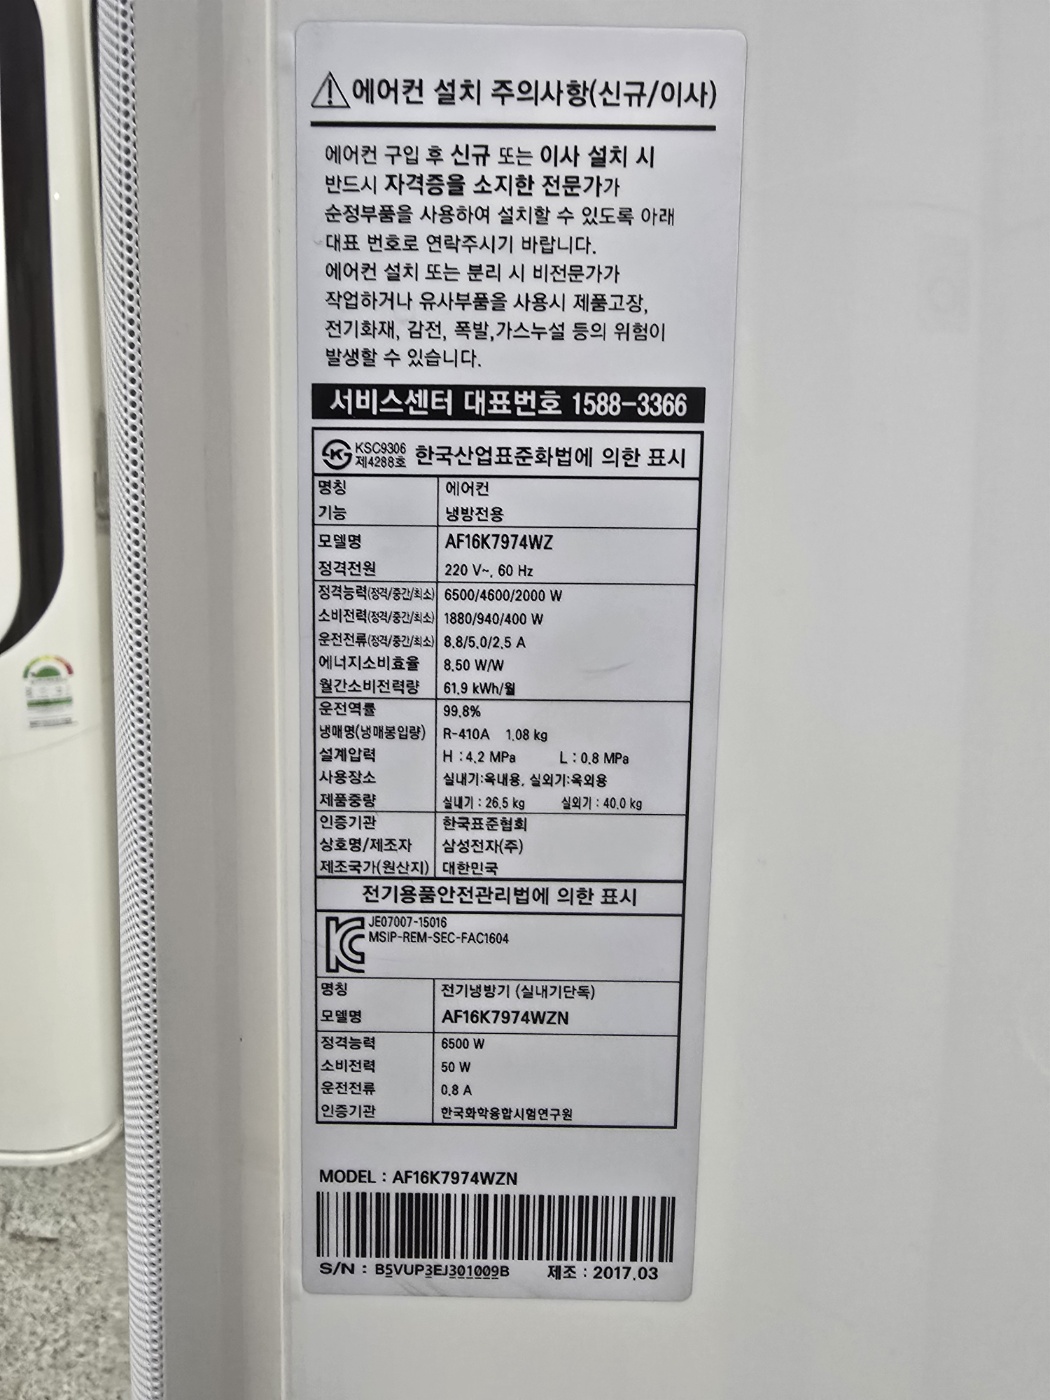 에어컨 설치 주의사항(신규/이사)
에어컨 구입 후 신규 또는 이사 설치 시
반드시 자격증을 소지한 전문가가
순정부품을 사용하여 설치할 수 있도록 아래
대표 번호로 연락주시기 바랍니다.
에어컨 설치 또는 분리 시 비전문가가
작업하거나 유사부품을 사용시 제품고장,
전기화재, 감전, 폭발,가스누설 등의 위험이
발생할 수 있습니다.
서비스센터 대표번호 1588-3366
KSC9306
제4288호 한국산업표준화법에 의한 표시
명칭 에어컨
기능 냉방전용
모델명 AF16K7974WZ
정격전원 220 V~, 60 Hz
정격능력(정격/중간/최소) 6500/4600/2000 W
소비전력(정격/중간/최소) 1880/940/400 W
운전전류(정격/중간/최소) 8.8/5.0/2.5 A
에너지소비효율 8.50 W/W
월간소비전력량 61.9 kWh/월
운전역률 99.8%
냉매명(냉매봉입량) R-410A 1.08 kg
설계압력 H : 4.2 MPa L : 0.8 MPa
사용장소 실내기:옥내용, 실외기:옥외용
제품중량 실내기 : 26.5 kg 실외기 : 40.0 kg
인증기관 한국표준협회
상호명/제조자 삼성전자(주)
제조국가(원산지) 대한민국
전기용품안전관리법에 의한 표시
JE07007-15016
MSIP-REM-SEC-FAC1604
명칭 전기냉방기 (실내기단독)
모델명 AF16K7974WZN
정격능력 6500 W
소비전력 50 W
운전전류 0.8 A
인증기관 한국화학융합시험연구원
MODEL : AF16K7974WZN
S/N : B5VUP3EJ301009B 제조 : 2017.03